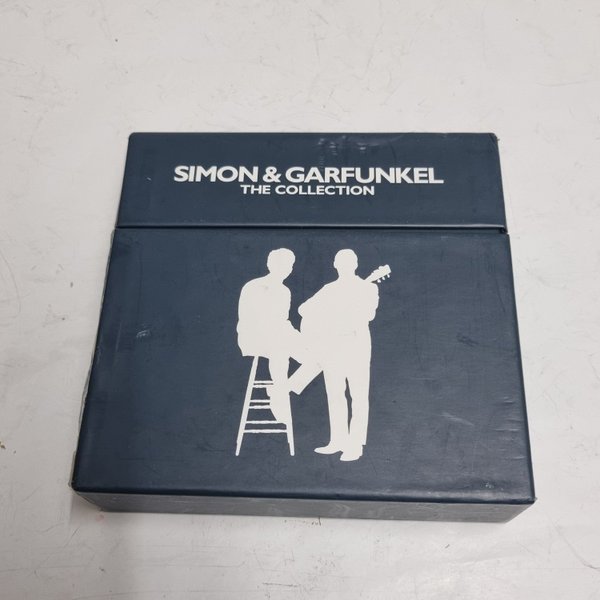 SIMON & GARFUNKEL
THE COLLECTION